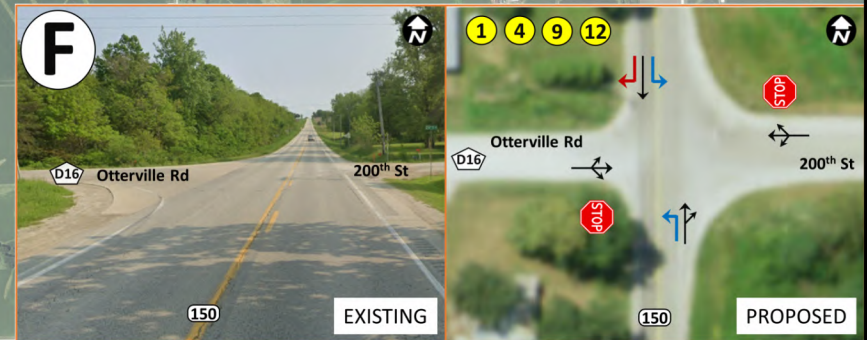 F
N
D16 Otterville Rd
200th St
150
EXISTING
1 4 9 12
N
STOP
D16 Otterville Rd
200th St
STOP
150
PROPOSED